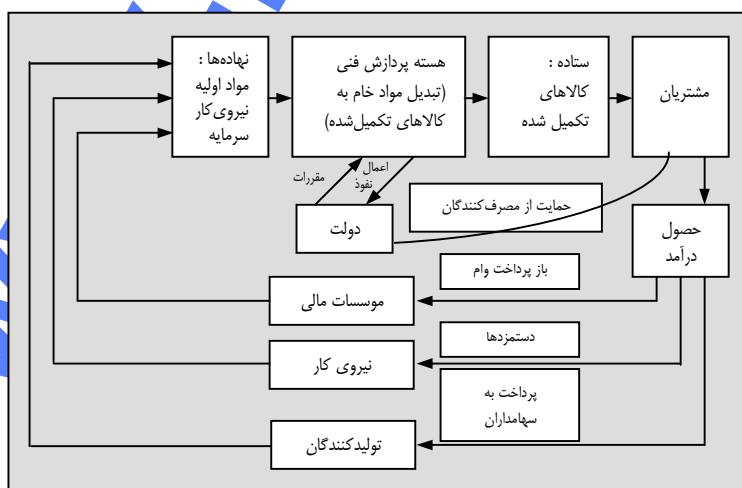 نهاده‌ها :
مواد اولیه
نیروی‌کار
سرمایه
هسته پردازش فنی
(تبدیل مواد خام به
کالاهای تکمیل‌شده)
ستاده :
کالاهای
تکمیل شده
مشتریان
مقررات
اعمال
نفوذ
دولت
حمایت از مصرف‌کنندگان
حصول
درآمد
باز پرداخت وام
موسسات مالی
دستمزدها
نیروی کار
پرداخت به
سهامداران
تولیدکنندگان